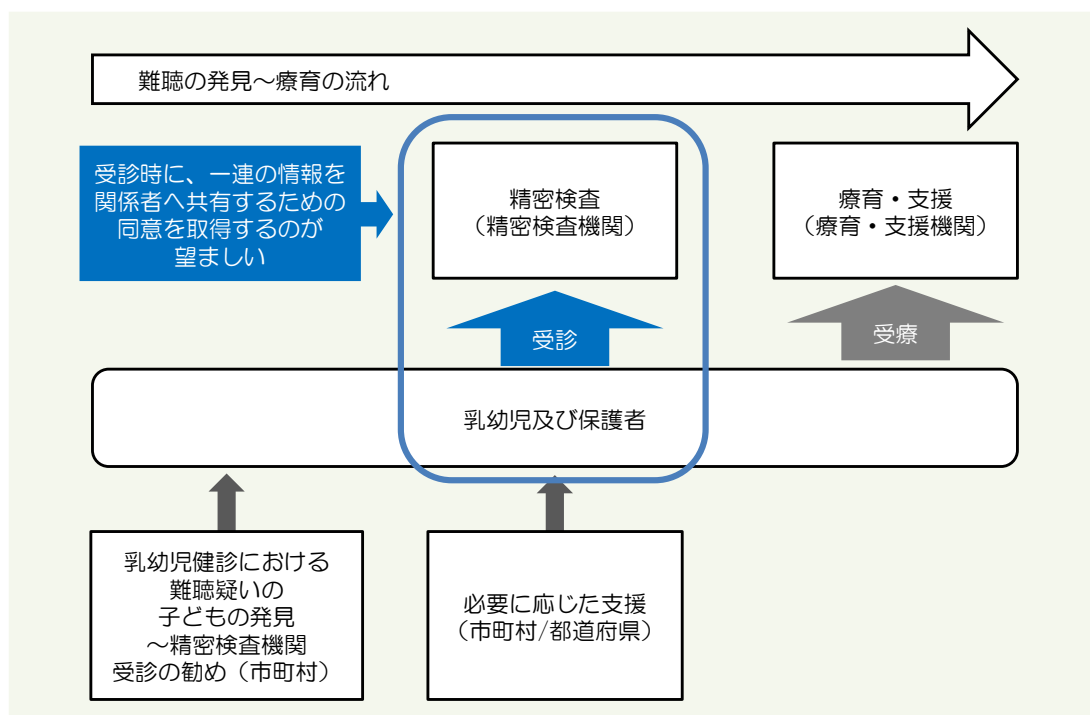 難聴の発見～療育の流れ
受診時に、一連の情報を
関係者へ共有するための
同意を取得するのが
望ましい
精密検査
（精密検査機関）
療育・支援
（療育・支援機関）
受診
受療
乳幼児及び保護者
乳幼児健診における
難聴疑いの
子どもの発見
～精密検査機関
受診の勧め（市町村）
必要に応じた支援
（市町村/都道府県）